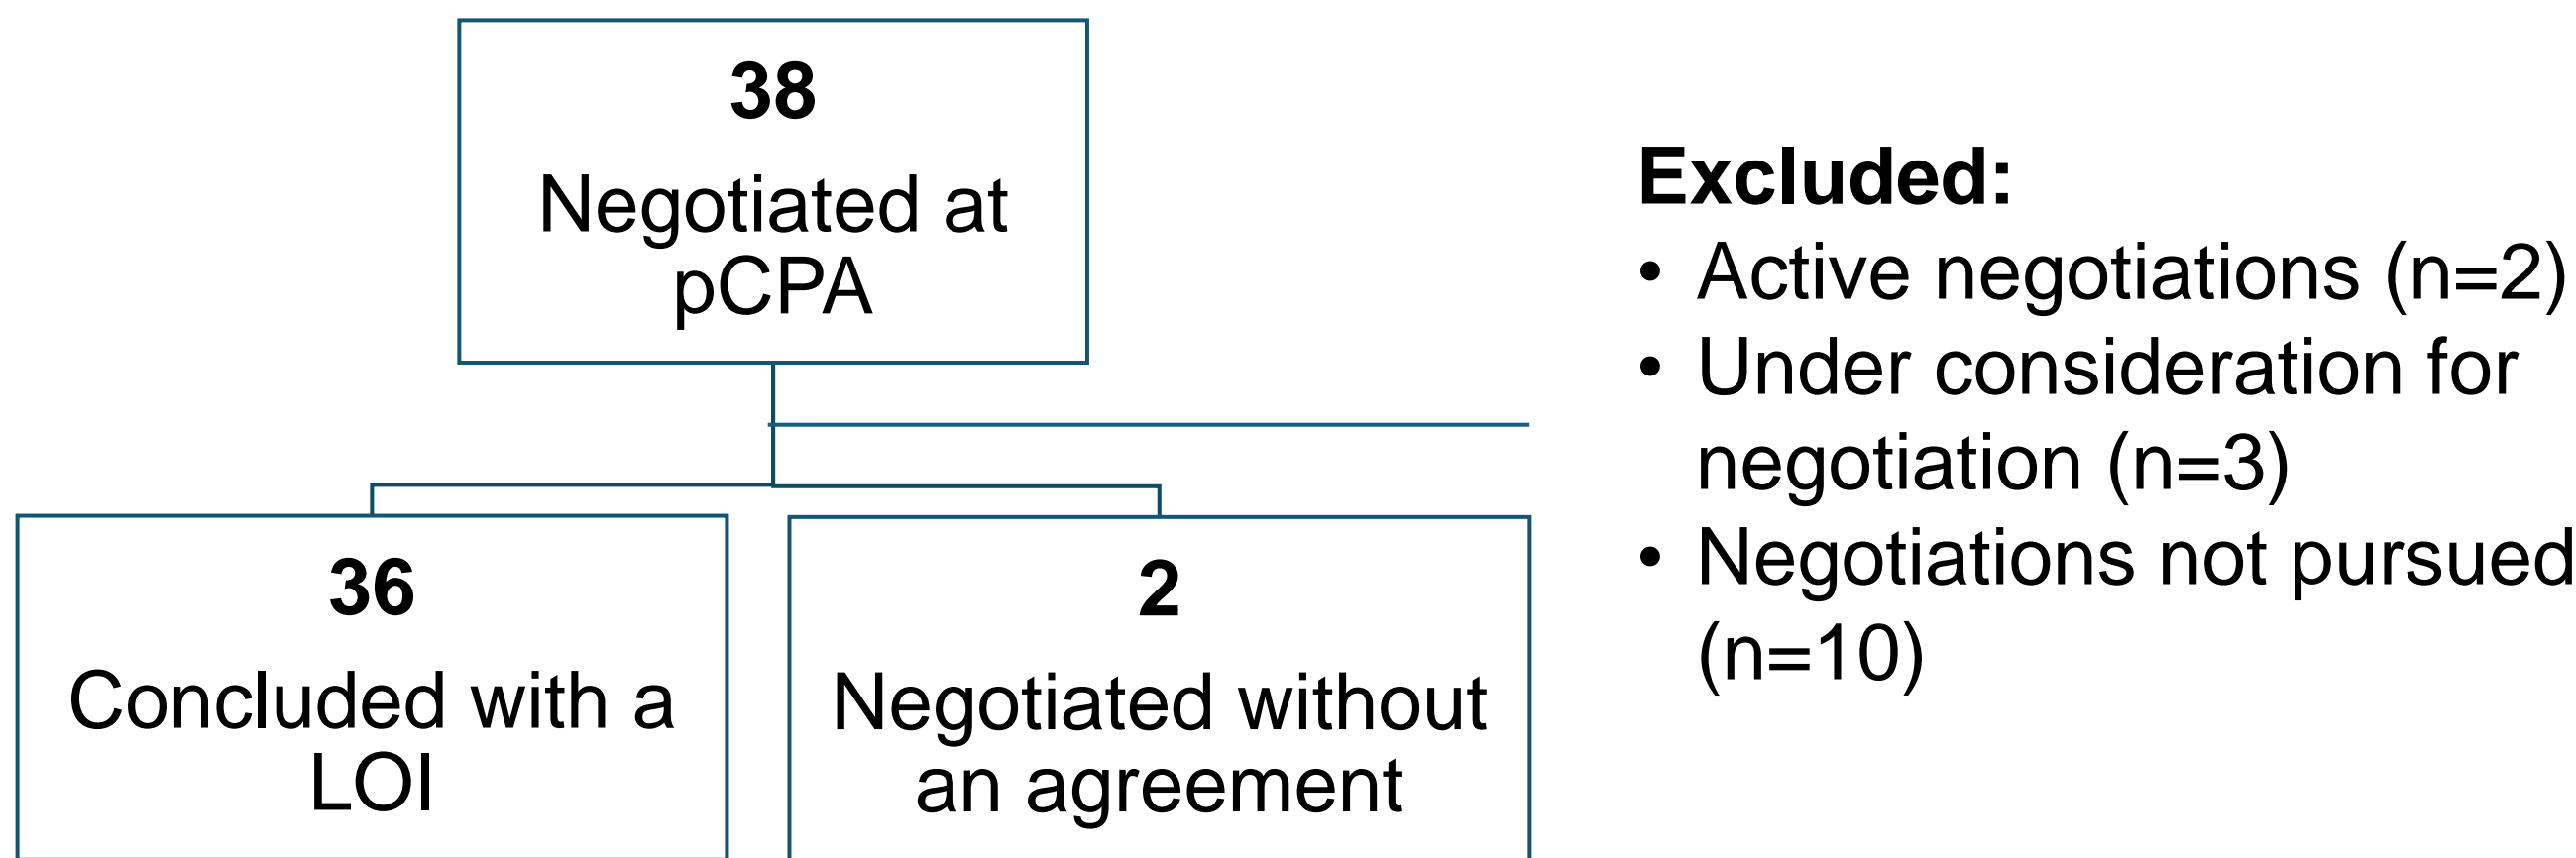 38
Negotiated at
pCPA
36
Concluded with a
LOI
2
Negotiated without
an agreement
Excluded:
• Active negotiations (n=2)
• Under consideration for
negotiation (n=3)
• Negotiations not pursued
(n=10)